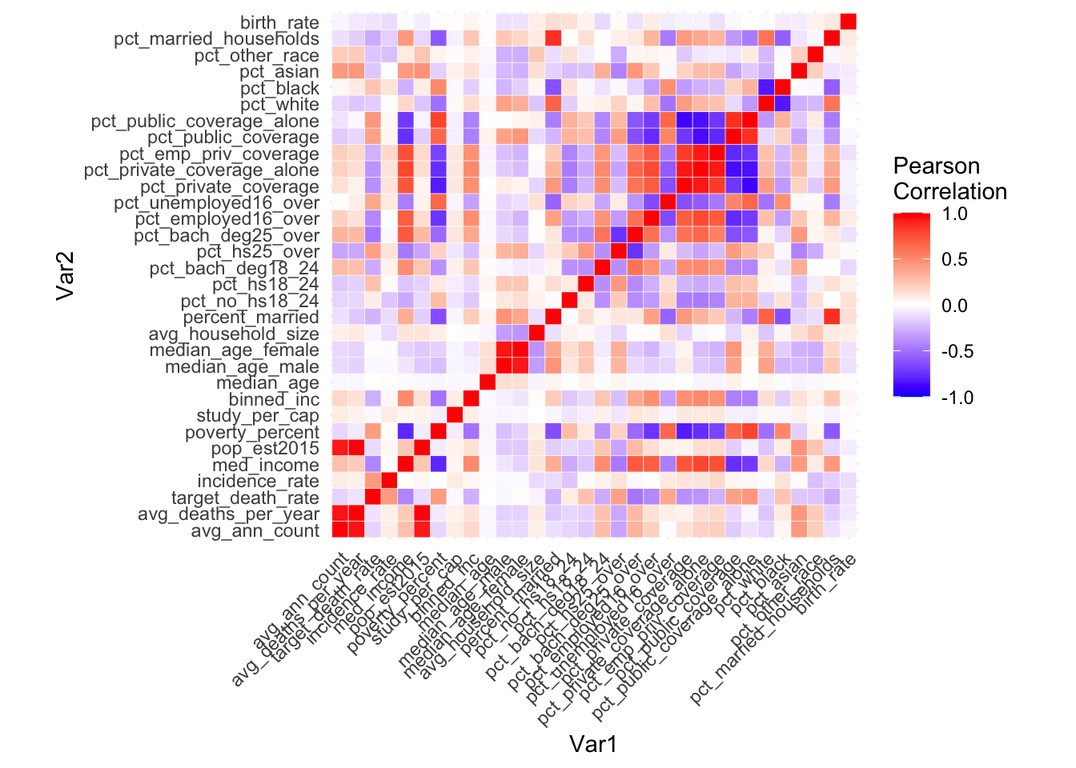 birth_rate
pct_married_households
pct_other_race
pct_asian
pct_black
pct_white
pct_public_coverage_alone
pct_public_coverage
pct_emp_priv_coverage
pct_private_coverage_alone
pct_private_coverage
pct_unemployed16_over
pct_employed16_over
pct_bach_deg25_over
pct_hs25_over
pct_bach_deg18_24
pct_hs18_24
pct_no_hs18_24
percent_married
avg_household_size
median_age_female
median_age_male
median_age
binned_inc
study_per_cap
poverty_percent
pop_est2015
med_income
incidence_rate
target_death_rate
avg_deaths_per_year
avg_ann_count
Var2
avg_ann_count
avg_deaths_per_year
target_death_rate
incidence_rate
med_income
pop_est2015
poverty_percent
study_per_cap
binned_inc
median_age
median_age_male
median_age_female
avg_household_size
percent_married
pct_no_hs18_24
pct_hs18_24
pct_bach_deg18_24
pct_hs25_over
pct_bach_deg25_over
pct_employed16_over
pct_unemployed16_over
pct_private_coverage
pct_private_coverage_alone
pct_emp_priv_coverage
pct_public_coverage
pct_public_coverage_alone
pct_white
pct_black
pct_asian
pct_other_race
pct_married_households
birth_rate
Var1
Pearson
Correlation
1.0
0.5
0.0
-0.5
-1.0